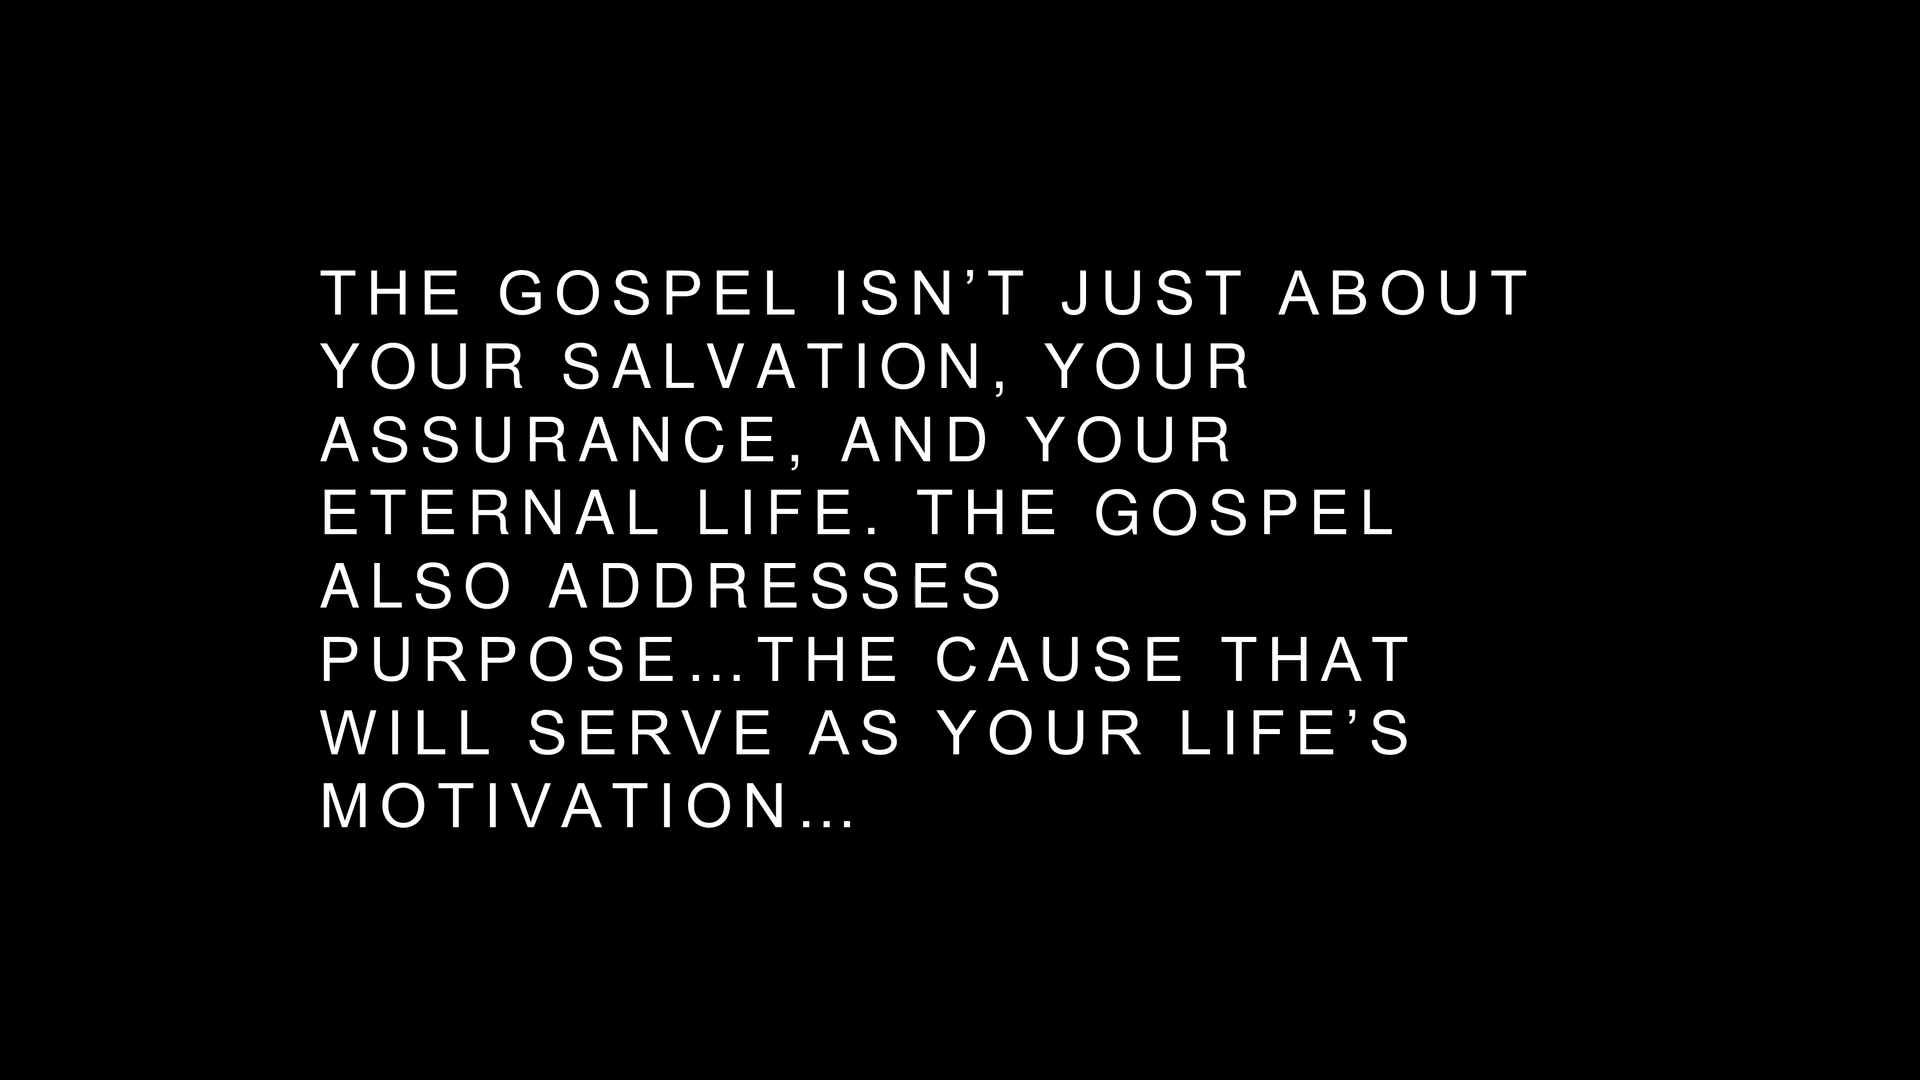 THE GOSPEL ISN’T JUST ABOUT
YOUR SALVATION, YOUR
ASSURANCE, AND YOUR
ETERNAL LIFE. THE GOSPEL
ALSO ADDRESSES
PURPOSE…THE CAUSE THAT
WILL SERVE AS YOUR LIFE’S
MOTIVATION…